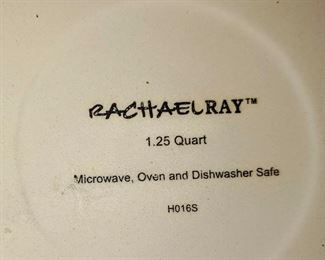 RACHAELRAY™
1.25 Quart
Microwave, Oven and Dishwasher Safe
H016S